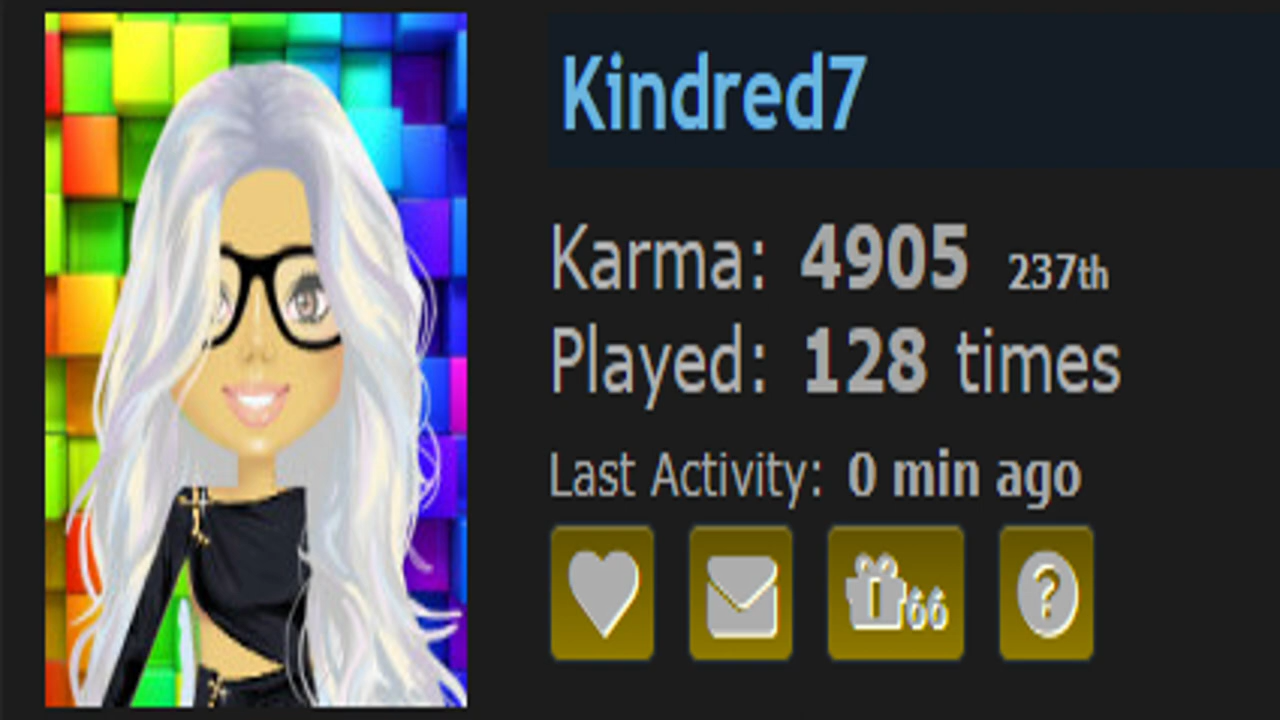 Kindred7
Karma: 4905 237th
Played: 128 times
Last Activity: 0 min ago
66
?